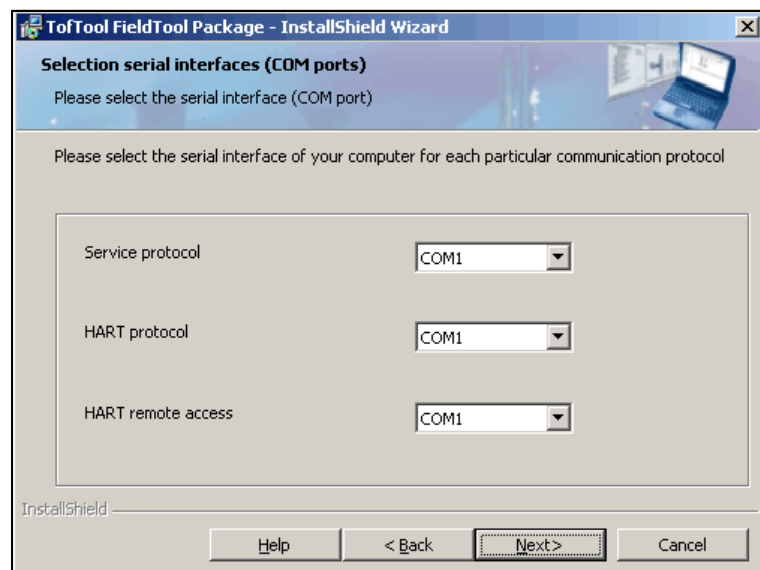 TofTool FieldTool Package - InstallShield Wizard
Selection serial interfaces (COM ports)
Please select the serial interface (COM port)
Please select the serial interface of your computer for each particular communication protocol
Service protocol COM1
HART protocol COM1
HART remote access COM1
InstallShield
Help < Back Next> Cancel